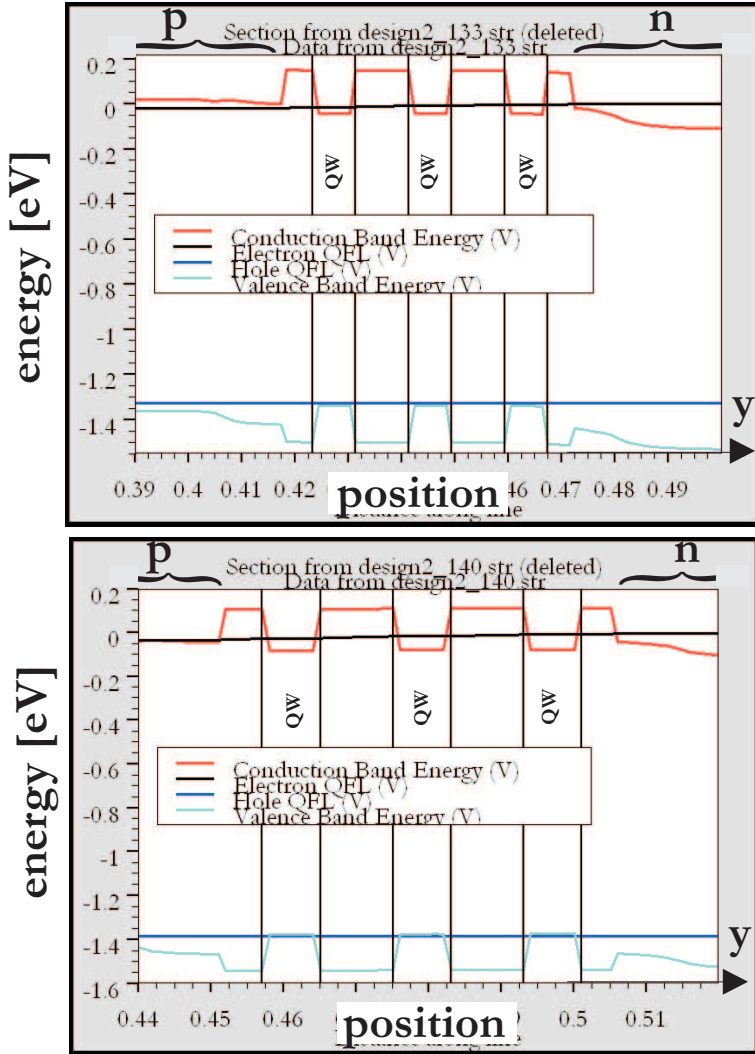 p
n
Section from design2_133 str (deleted)
Data from design2_133 str
energy [eV]
0.2
0
-0.2
-0.4
-0.6
-0.8
-1
-1.2
-1.4
QW
QW
QW
Conduction Band Energy (V)
Electron QFL (V)
Hole QFL (V)
Valence Band Energy (V)
y
0.39 0.4 0.41 0.42 position 0.47 0.48 0.49
along line
p
n
Section from design2_140 str (deleted)
Data from design2_140 str
energy [eV]
0.2
0
-0.2
-0.4
-0.6
-0.8
-1
-1.2
-1.4
-1.6
QW
QW
QW
Conduction Band Energy (V)
Electron QFL (V)
Hole QFL (V)
Valence Band Energy (V)
y
0.44 0.45 0.46 position 0.5 0.51
along line